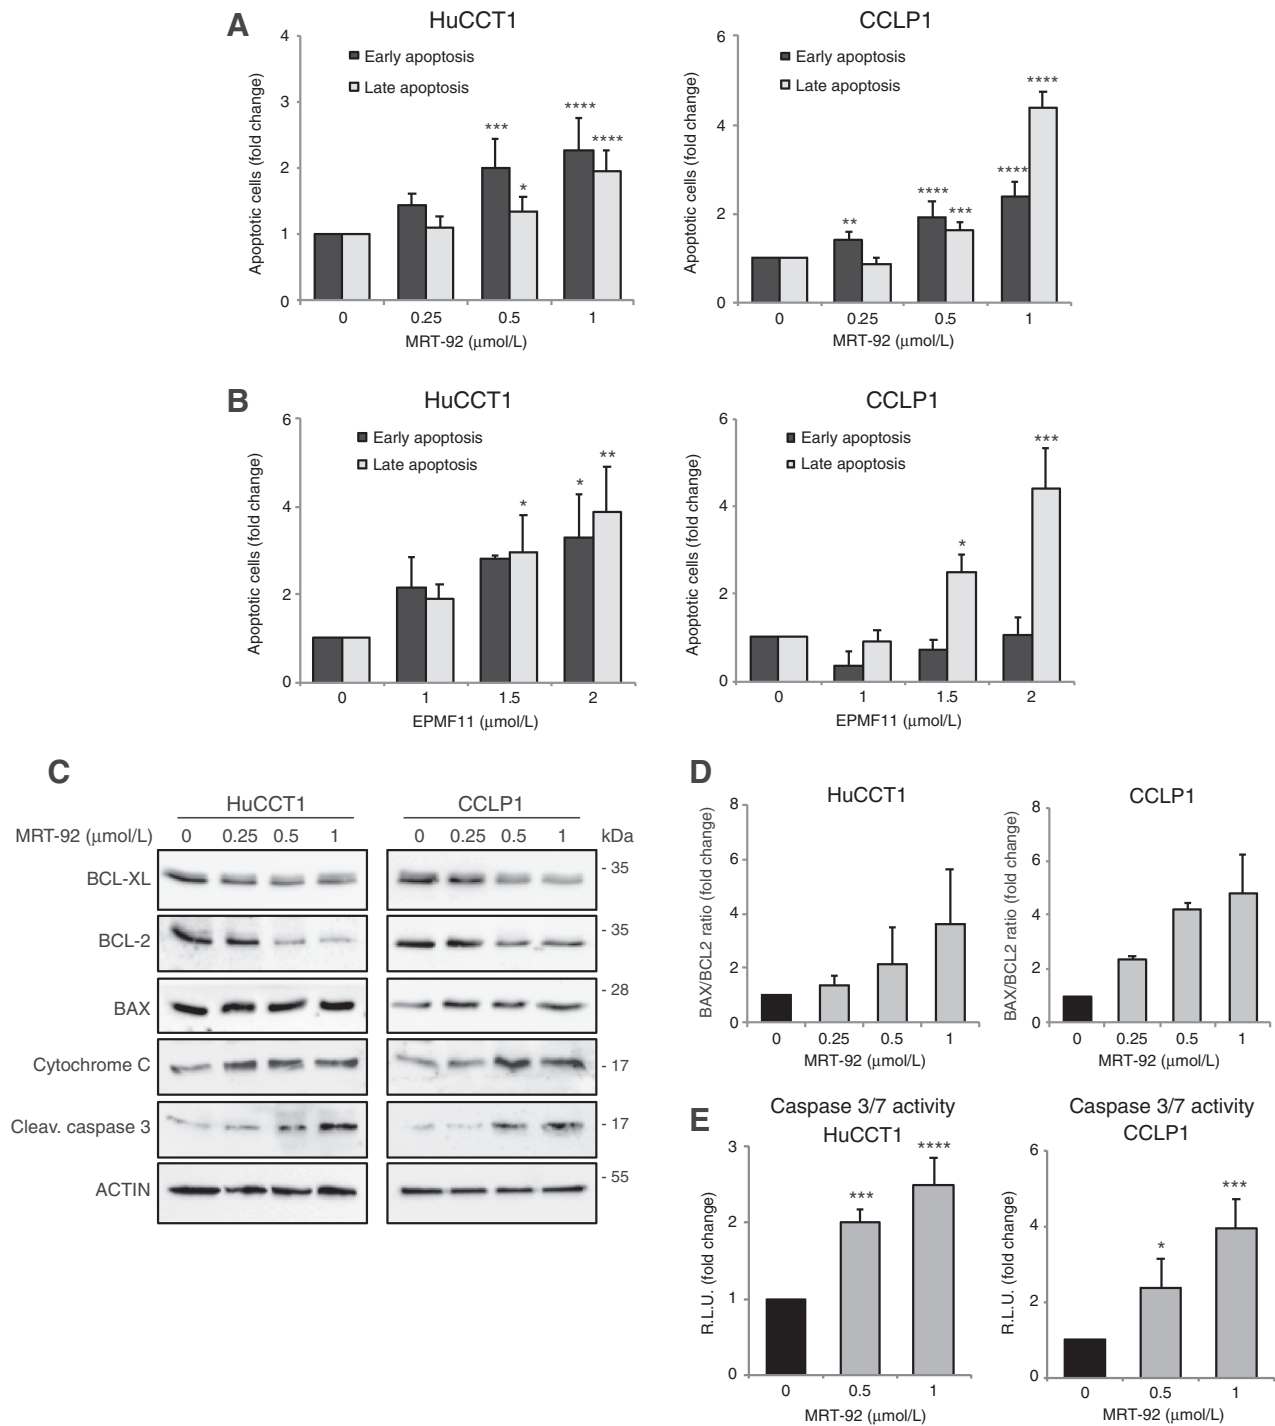 A
HuCCT1
CCLP1
Apoptotic cells (fold change)
4
3
2
1
0
Early apoptosis
Late apoptosis
***
*
****
****
0 0.25 0.5 1
MRT-92 (μmol/L)
Apoptotic cells (fold change)
6
4
2
0
Early apoptosis
Late apoptosis
**
****
***
****
****
0 0.25 0.5 1
MRT-92 (μmol/L)
B
HuCCT1
CCLP1
Apoptotic cells (fold change)
6
4
2
0
Early apoptosis
Late apoptosis
*
*
**
0 1 1.5 2
EPMF11 (μmol/L)
Apoptotic cells (fold change)
6
4
2
0
Early apoptosis
Late apoptosis
*
***
0 1 1.5 2
EPMF11 (μmol/L)
C
HuCCT1 CCLP1
MRT-92 (μmol/L) 0 0.25 0.5 1 0 0.25 0.5 1 kDa
BCL-XL - 35
BCL-2 - 35
BAX - 28
Cytochrome C - 17
Cleav. caspase 3 - 17
ACTIN - 55
D
HuCCT1
BAX/BCL2 ratio (fold change)
8
6
4
2
0
0 0.25 0.5 1
MRT-92 (μmol/L)
CCLP1
BAX/BCL2 ratio (fold change)
8
6
4
2
0
0 0.25 0.5 1
MRT-92 (μmol/L)
E
Caspase 3/7 activity
HuCCT1
R.L.U. (fold change)
3
2
1
0
***
****
0 0.5 1
MRT-92 (μmol/L)
Caspase 3/7 activity
CCLP1
R.L.U. (fold change)
6
4
2
0
*
***
0 0.5 1
MRT-92 (μmol/L)